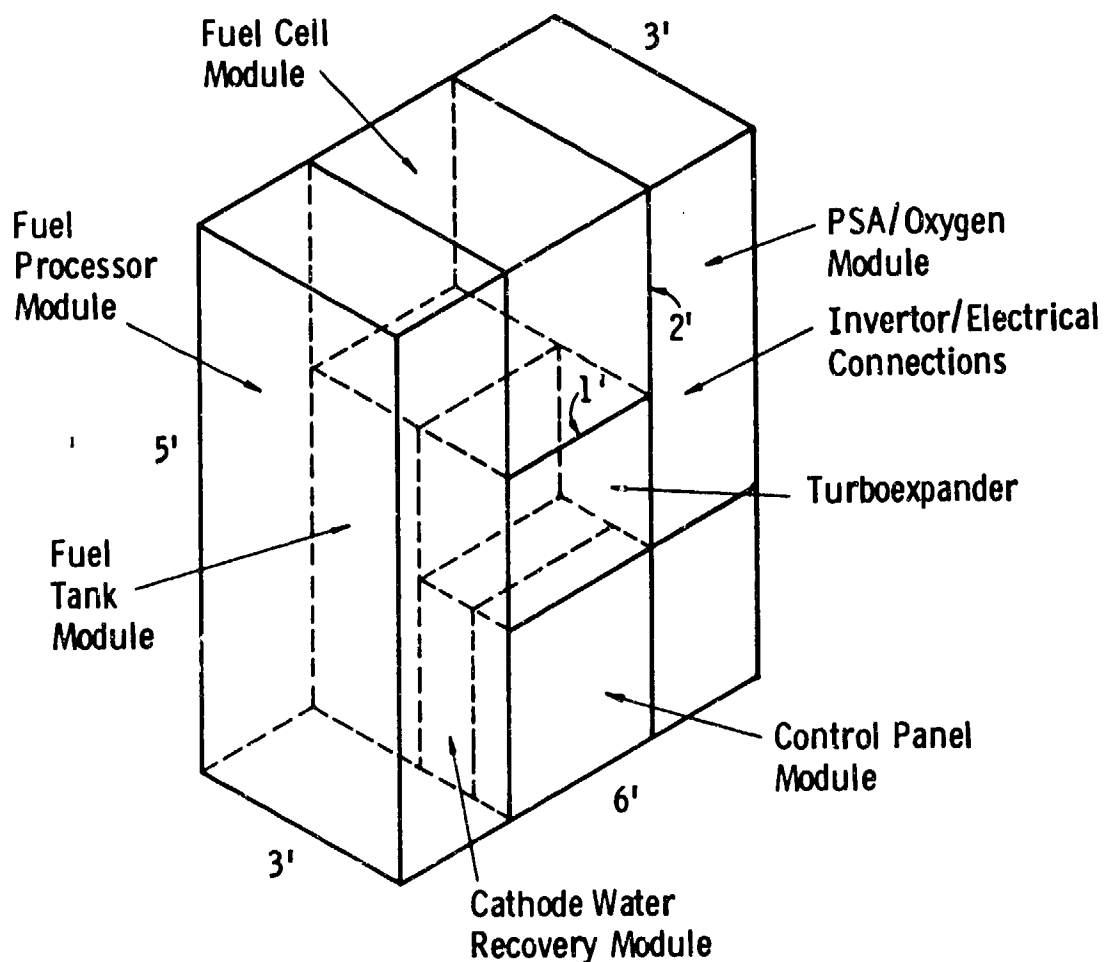 Fuel Cell
Module
3'
Fuel
Processor
Module
PSA/Oxygen
Module
2'
Invertor/Electrical
Connections
1'
5'
Turboexpander
Fuel
Tank
Module
Control Panel
Module
6'
3'
Cathode Water
Recovery Module